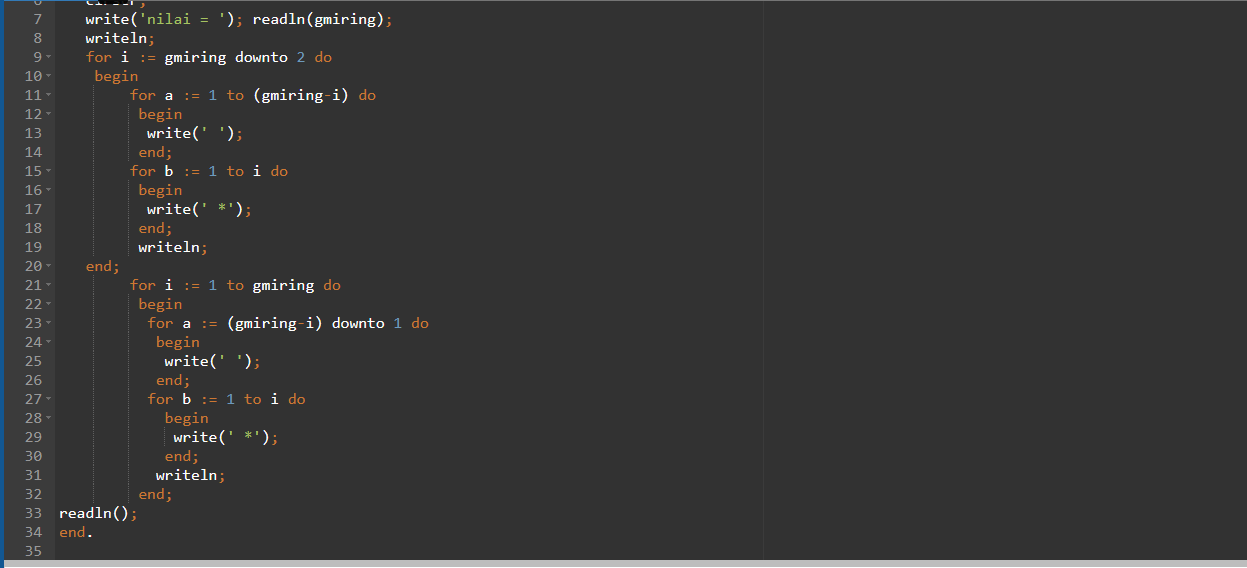 7 write('nilai = '); readln(gmiring);
8 writeln;
9 for i := gmiring downto 2 do
10 begin
11 for a := 1 to (gmiring-i) do
12 begin
13 write(' ');
14 end;
15 for b := 1 to i do
16 begin
17 write(' *');
18 end;
19 writeln;
20 end;
21 for i := 1 to gmiring do
22 begin
23 for a := (gmiring-i) downto 1 do
24 begin
25 write(' ');
26 end;
27 for b := 1 to i do
28 begin
29 write(' *');
30 end;
31 writeln;
32 end;
33 readln();
34 end.
35